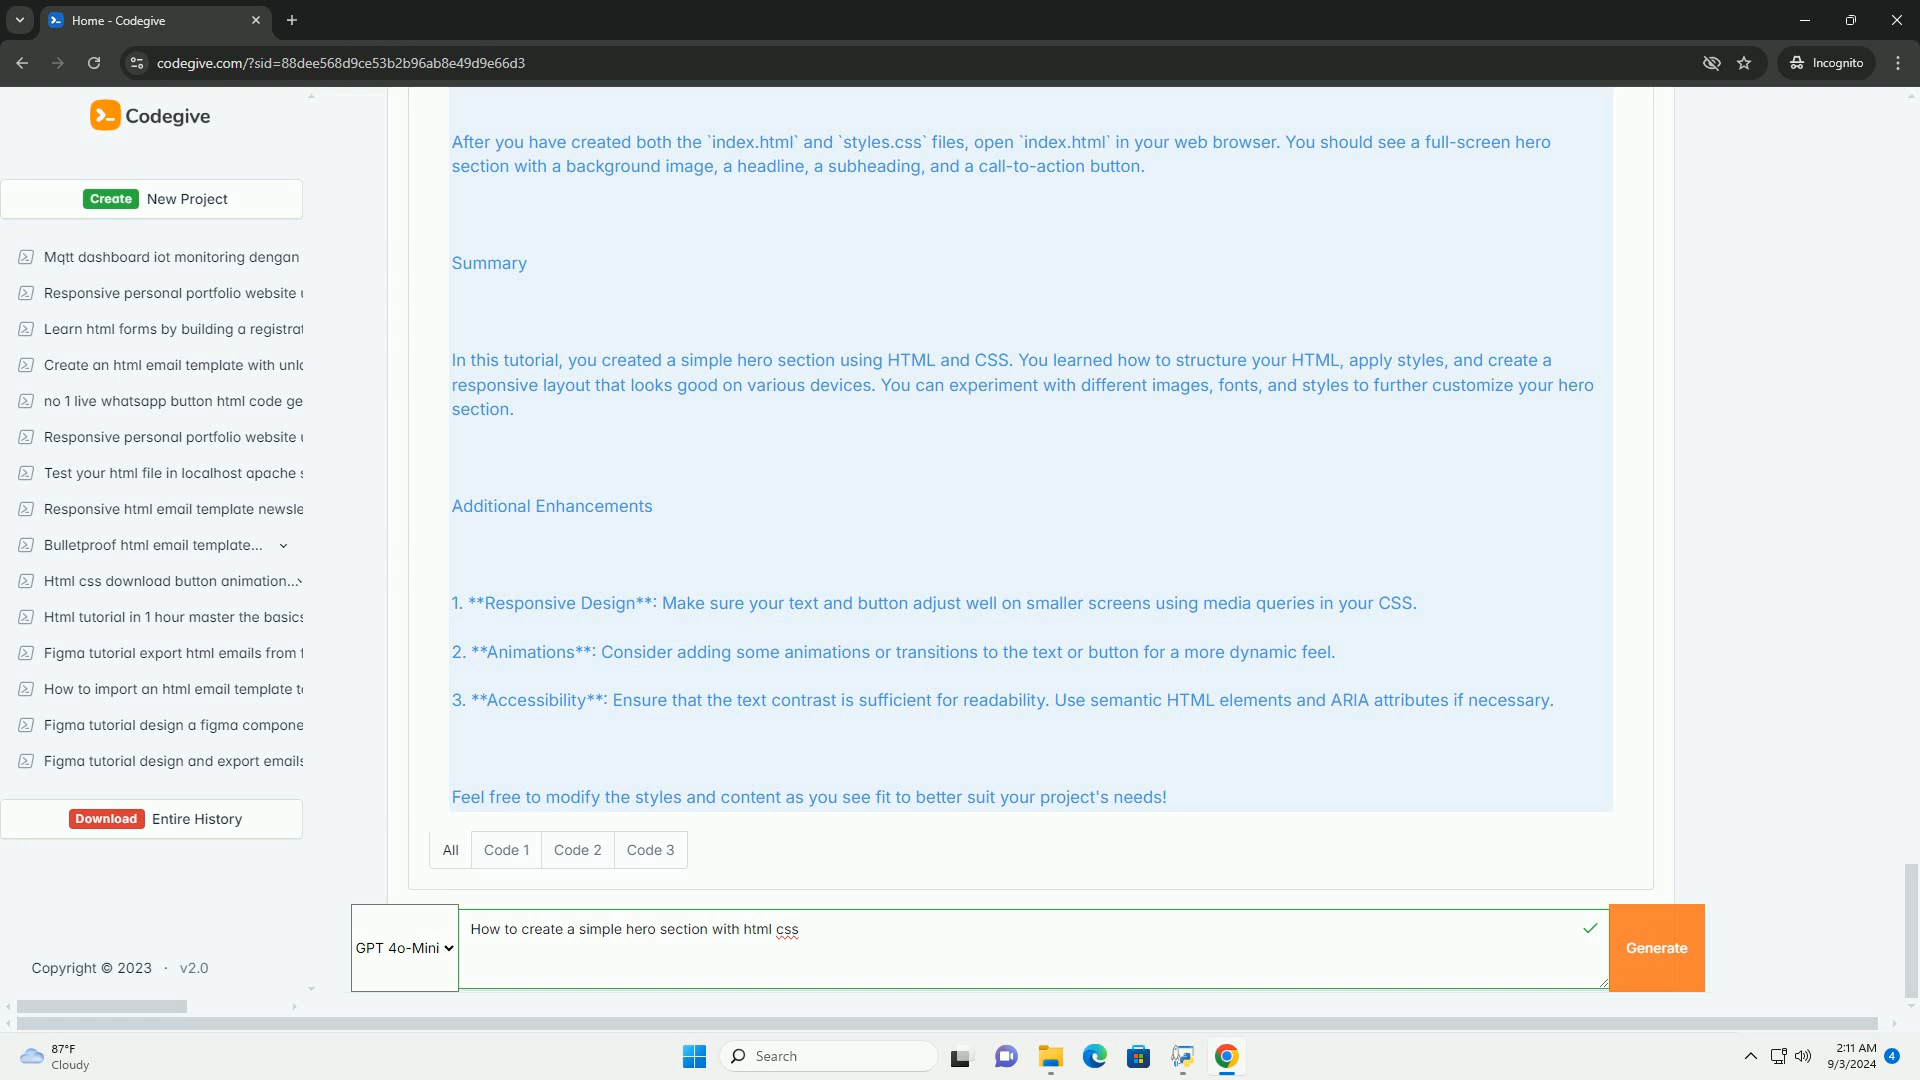 Home - Codegive
codegive.com/?sid=88dee568d9ce53b2b96ab8e49d9e66d3
Incognito
Codegive
Create New Project
Mqtt dashboard iot monitoring dengan
Responsive personal portfolio website u
Learn html forms by building a registrat
Create an html email template with unlo
no 1 live whatsapp button html code ge
Responsive personal portfolio website u
Test your html file in localhost apache s
Responsive html email template newsle
Bulletproof html email template...
Html css download button animation...
Html tutorial in 1 hour master the basics
Figma tutorial export html emails from f
How to import an html email template to
Figma tutorial design a figma compone
Figma tutorial design and export emails
Download Entire History
Copyright © 2023 · v2.0
After you have created both the `index.html` and `styles.css` files, open `index.html` in your web browser. You should see a full-screen hero
section with a background image, a headline, a subheading, and a call-to-action button.
Summary
In this tutorial, you created a simple hero section using HTML and CSS. You learned how to structure your HTML, apply styles, and create a
responsive layout that looks good on various devices. You can experiment with different images, fonts, and styles to further customize your hero
section.
Additional Enhancements
1. **Responsive Design**: Make sure your text and button adjust well on smaller screens using media queries in your CSS.
2. **Animations**: Consider adding some animations or transitions to the text or button for a more dynamic feel.
3. **Accessibility**: Ensure that the text contrast is sufficient for readability. Use semantic HTML elements and ARIA attributes if necessary.
Feel free to modify the styles and content as you see fit to better suit your project's needs!
All Code 1 Code 2 Code 3
GPT 4o-Mini
How to create a simple hero section with html css
Generate
87°F
Cloudy
Search
2:11 AM
9/3/2024
4